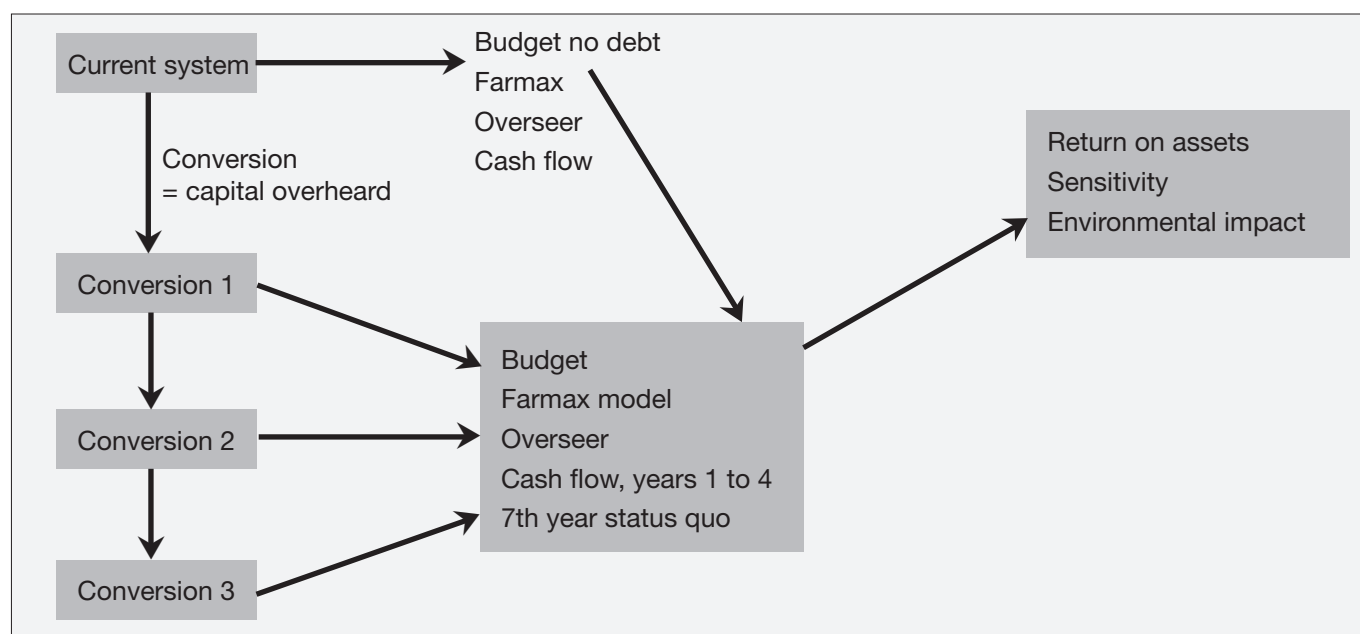 Current system
Budget no debt
Farmax
Overseer
Cash flow
Conversion
= capital overheard
Return on assets
Sensitivity
Environmental impact
Conversion 1
Conversion 2
Conversion 3
Budget
Farmax model
Overseer
Cash flow, years 1 to 4
7th year status quo